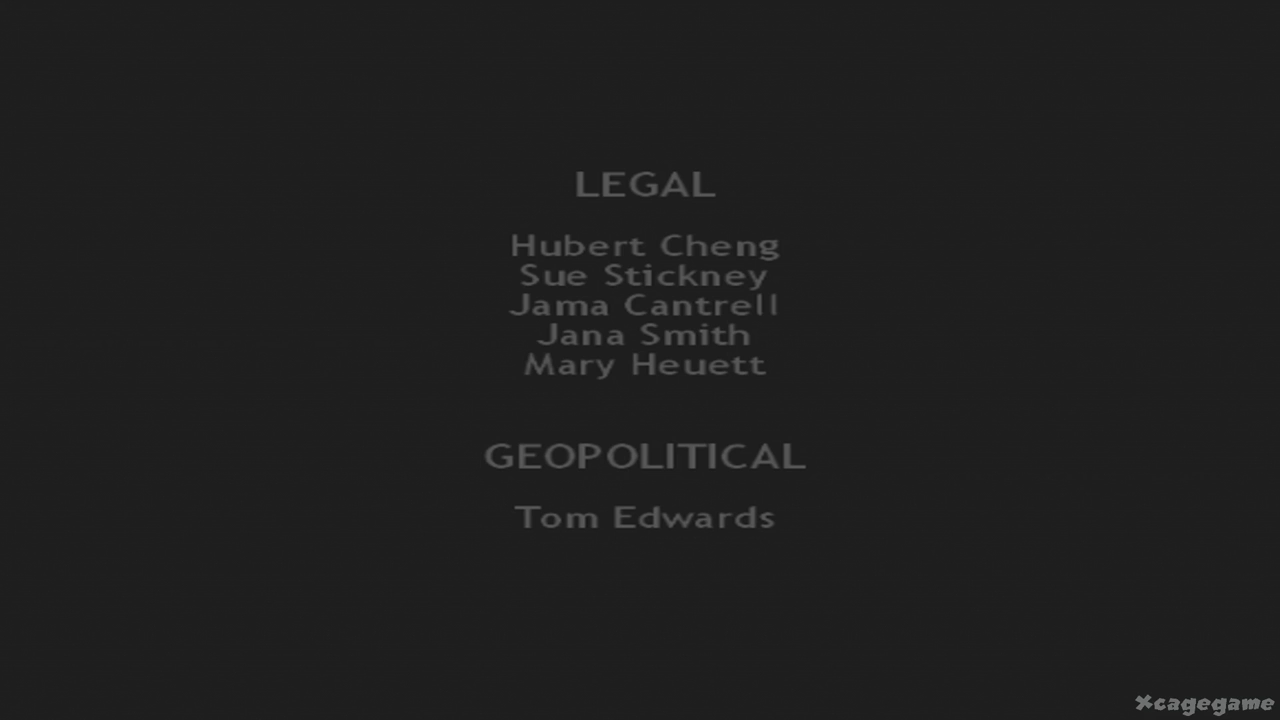 LEGAL
Hubert Cheng
Sue Stickney
Jama Cantrell
Jana Smith
Mary Heuett
GEOPOLITICAL
Tom Edwards
Xcagegame